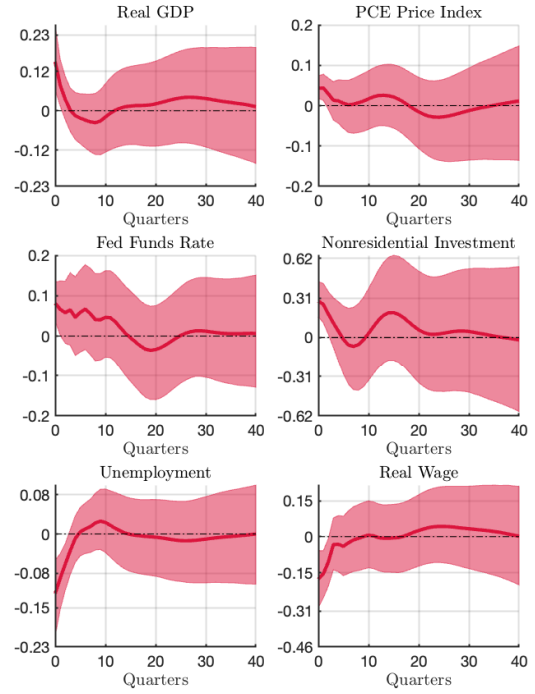 Real GDP
PCE Price Index
0.23
0.12
0
-0.12
-0.23
0 10 20 30 40
Quarters
0.2
0.1
0
-0.1
-0.2
0 10 20 30 40
Quarters
Fed Funds Rate
Nonresidential Investment
0.2
0.1
0
-0.1
-0.2
0 10 20 30 40
Quarters
0.62
0.31
0
-0.31
-0.62
0 10 20 30 40
Quarters
Unemployment
Real Wage
0.08
0
-0.08
-0.15
-0.23
0 10 20 30 40
Quarters
0.15
0
-0.15
-0.31
-0.46
0 10 20 30 40
Quarters